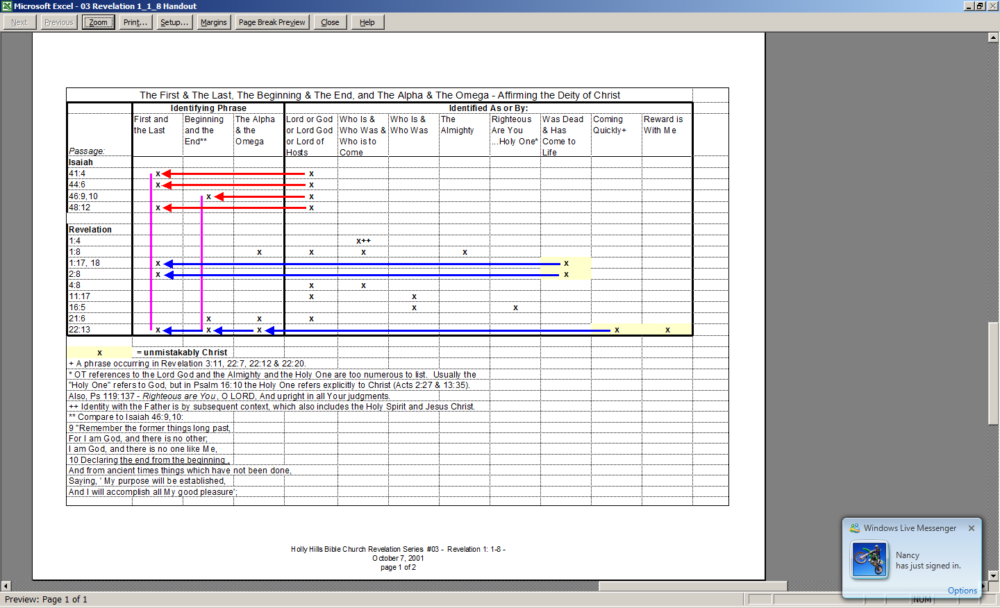 Microsoft Excel - 03 Revelation 1_1_8 Handout
Next Previous Zoom Print... Setup... Margins Page Break Preview Close Help
The First & The Last, The Beginning & The End, and The Alpha & The Omega - Affirming the Deity of Christ
Identifying Phrase Identified As or By:
First and Beginning The Alpha Lord or God Who Is & Who Is & The Righteous Was Dead Coming Reward is
the Last and the & the or Lord God Who Was & Who Was Almighty Are You & Has Quickly+ With Me
End** Omega or Lord of Who is to ...Holy One* Come to
Passage: Hosts Come Life
Isaiah
41:4 x x
44:6 x x
46:9,10 x x
48:12 x x
Revelation
1:4 x++
1:8 x x x x
1:17, 18 x x
2:8 x x
4:8 x x
11:17 x x
16:5 x x
21:6 x x x
22:13 x x x x x
x = unmistakably Christ
+ A phrase occurring in Revelation 3:11, 22:7, 22:12 & 22:20.
* OT references to the Lord God and the Almighty and the Holy One are too numerous to list. Usually the
"Holy One" refers to God, but in Psalm 16:10 the Holy One refers explicitly to Christ (Acts 2:27 & 13:35).
Also, Ps 119:137 - Righteous are You, O LORD, And upright in all Your judgments.
++ Identity with the Father is by subsequent context, which also includes the Holy Spirit and Jesus Christ.
** Compare to Isaiah 46:9,10:
9 "Remember the former things long past,
For I am God, and there is no other;
I am God, and there is no one like Me,
10 Declaring the end from the beginning ,
And from ancient times things which have not been done,
Saying, ' My purpose will be established,
And I will accomplish all My good pleasure';
Holly Hills Bible Church Revelation Series #03 - Revelation 1: 1-8 -
October 7, 2001
page 1 of 2
Windows Live Messenger
Nancy
has just signed in.
Options
Preview: Page 1 of 1
NUM